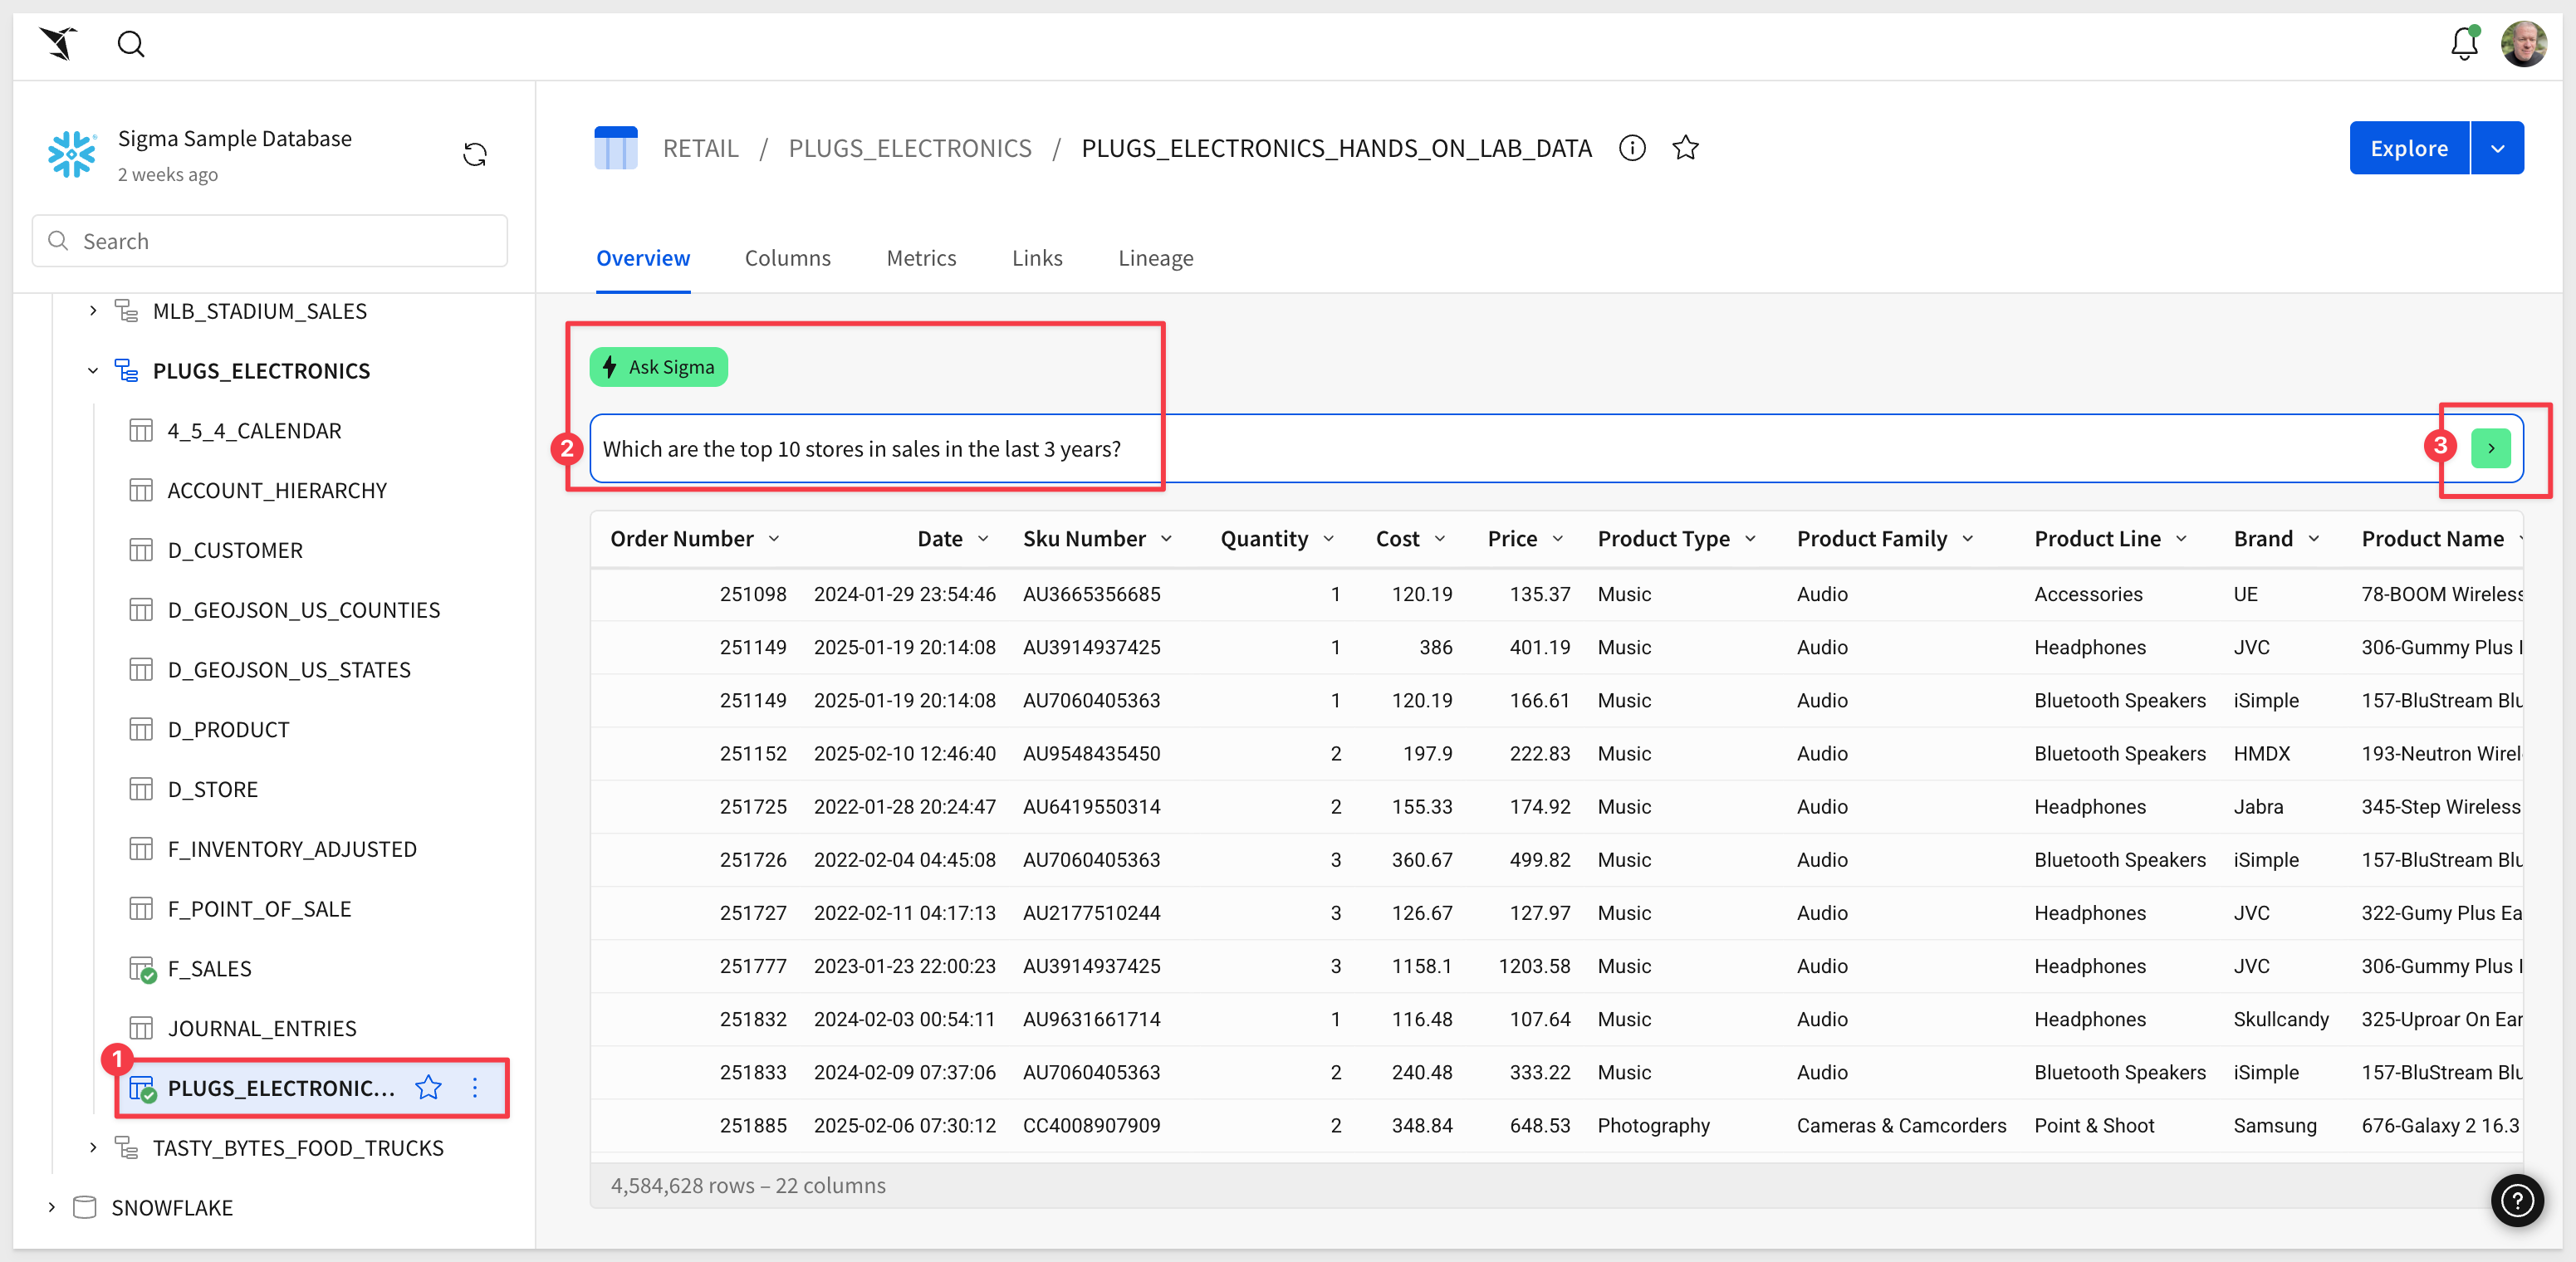 Sigma Sample Database
2 weeks ago
Search
MLB_STADIUM_SALES
PLUGS_ELECTRONICS
4_5_4_CALENDAR
ACCOUNT_HIERARCHY
D_CUSTOMER
D_GEOJSON_US_COUNTIES
D_GEOJSON_US_STATES
D_PRODUCT
D_STORE
F_INVENTORY_ADJUSTED
F_POINT_OF_SALE
F_SALES
JOURNAL_ENTRIES
1
PLUGS_ELECTRONIC...
TASTY_BYTES_FOOD_TRUCKS
SNOWFLAKE
RETAIL / PLUGS_ELECTRONICS / PLUGS_ELECTRONICS_HANDS_ON_LAB_DATA
Explore
Overview Columns Metrics Links Lineage
Ask Sigma
2 Which are the top 10 stores in sales in the last 3 years? 3
Order Number Date Sku Number Quantity Cost Price Product Type Product Family Product Line Brand Product Name
251098 2024-01-29 23:54:46 AU3665356685 1 120.19 135.37 Music Audio Accessories UE 78-BOOM Wireless
251149 2025-01-19 20:14:08 AU3914937425 1 386 401.19 Music Audio Headphones JVC 306-Gummy Plus
251149 2025-01-19 20:14:08 AU7060405363 1 120.19 166.61 Music Audio Bluetooth Speakers iSimple 157-BluStream Blu
251152 2025-02-10 12:46:40 AU9548435450 2 197.9 222.83 Music Audio Bluetooth Speakers HMDX 193-Neutron Wirel
251725 2022-01-28 20:24:47 AU6419550314 2 155.33 174.92 Music Audio Headphones Jabra 345-Step Wireless
251726 2022-02-04 04:45:08 AU7060405363 3 360.67 499.82 Music Audio Bluetooth Speakers iSimple 157-BluStream Blu
251727 2022-02-11 04:17:13 AU2177510244 3 126.67 127.97 Music Audio Headphones JVC 322-Gumy Plus Ea
251777 2023-01-23 22:00:23 AU3914937425 3 1158.1 1203.58 Music Audio Headphones JVC 306-Gummy Plus
251832 2024-02-03 00:54:11 AU9631661714 1 116.48 107.64 Music Audio Headphones Skullcandy 325-Uproar On Ear
251833 2024-02-09 07:37:06 AU7060405363 2 240.48 333.22 Music Audio Bluetooth Speakers iSimple 157-BluStream Blu
251885 2025-02-06 07:30:12 CC4008907909 2 348.84 648.53 Photography Cameras & Camcorders Point & Shoot Samsung 676-Galaxy 2 16.3
4,584,628 rows – 22 columns